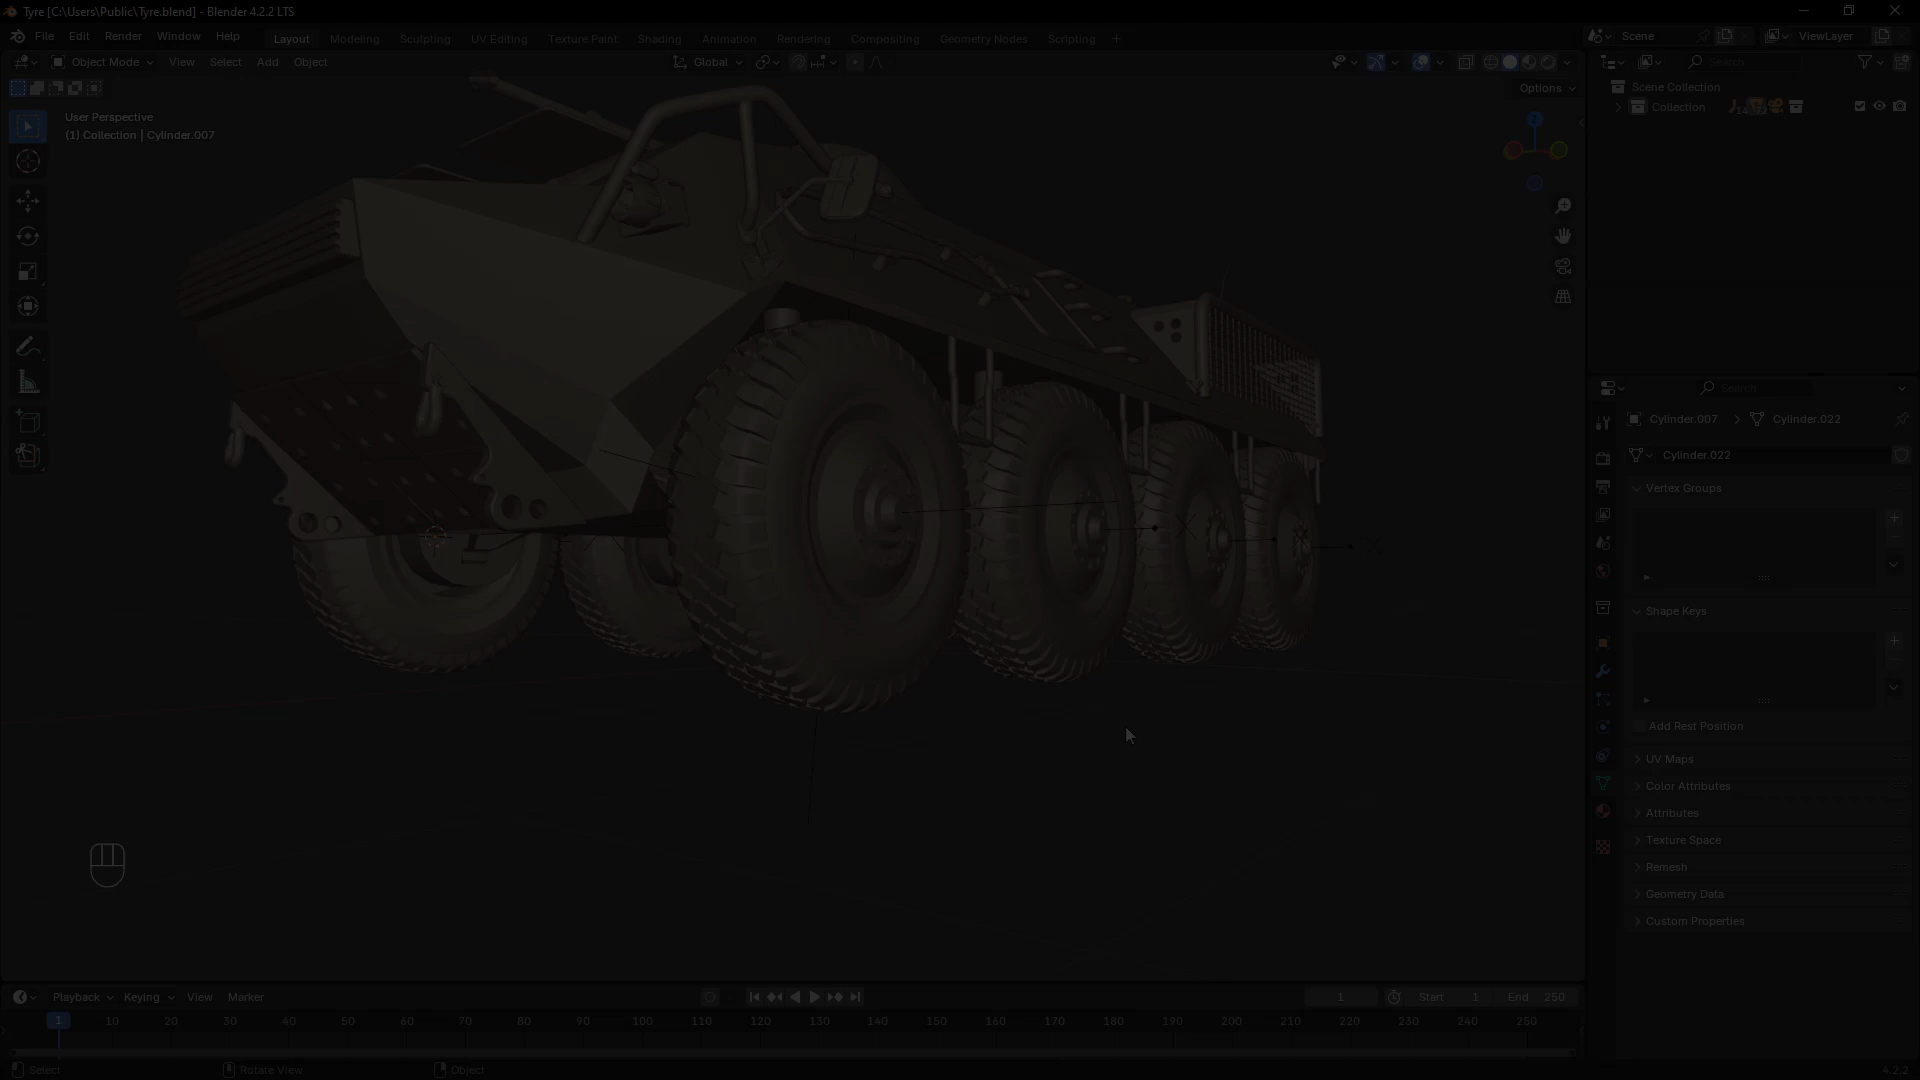 Tyre [C:\Users\Public\Tyre.blend] - Blender 4.2.2 LTS
File Edit Render Window Help
Layout Modeling Sculpting UV Editing Texture Paint Shading Animation Rendering Compositing Geometry Nodes Scripting +
Scene ViewLayer
Object Mode View Select Add Object
Global
Search
Options
Scene Collection
Collection
User Perspective
(1) Collection | Cylinder.007
Z
Search
Cylinder.007 > Cylinder.022
Cylinder.022
Vertex Groups
Shape Keys
Add Rest Position
UV Maps
Color Attributes
Attributes
Texture Space
Remesh
Geometry Data
Custom Properties
Playback Keying View Marker
1 Start 1 End 250
1 10 20 30 40 50 60 70 80 90 100 110 120 130 140 150 160 170 180 190 200 210 220 230 240 250
Select Rotate View Object
4.2.2